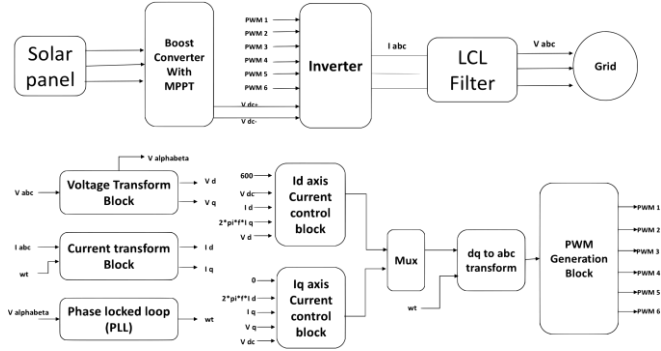 Solar
panel
Boost
Converter
With
MPPT
PWM 1
PWM 2
PWM 3
PWM 4
PWM 5
PWM 6
V dc+
V dc-
Inverter
I abc
LCL
Filter
V abc
Grid
V alphabeta
V abc
Voltage Transform
Block
V d
V q
I abc
wt
Current transform
Block
I d
I q
V alphabeta
Phase locked loop
(PLL)
wt
600
V dc
I d
2*pi*f*I q
V d
Id axis
Current
control
block
0
2*pi*f*I d
I q
V q
V dc
Iq axis
Current
control
block
Mux
wt
dq to abc
transform
PWM
Generation
Block
PWM 1
PWM 2
PWM 3
PWM 4
PWM 5
PWM 6